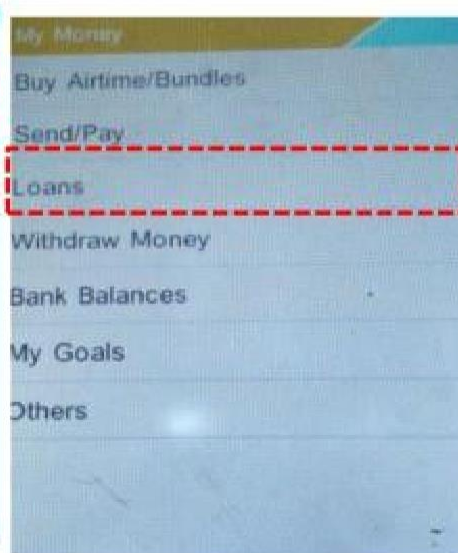 My Money
Buy Airtime/Bundles
Send/Pay
Loans
Withdraw Money
Bank Balances
My Goals
Others